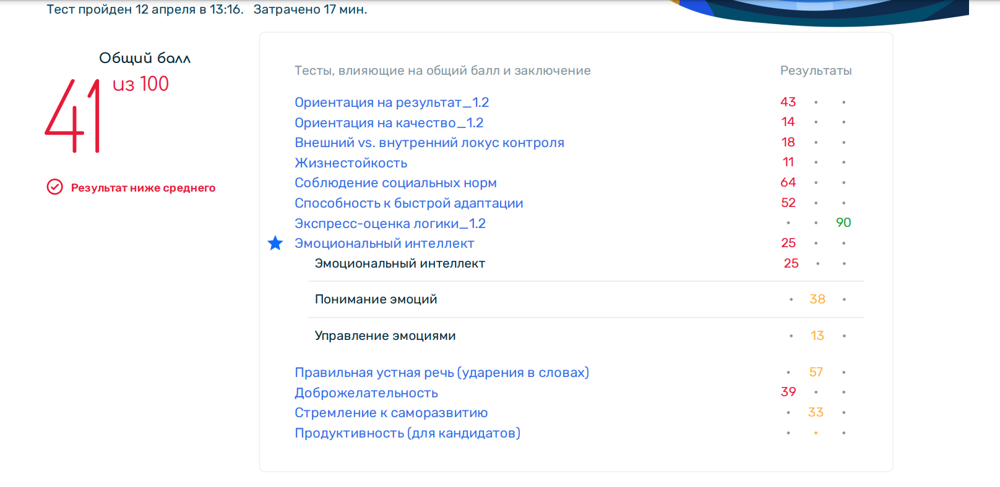 Тест пройден 12 апреля в 13:16. Затрачено 17 мин.
Общий балл
41 из 100
Результат ниже среднего
Тесты, влияющие на общий балл и заключение Результаты
Ориентация на результат_1.2 43
Ориентация на качество_1.2 14
Внешний vs. внутренний локус контроля 18
Жизнестойкость 11
Соблюдение социальных норм 64
Способность к быстрой адаптации 52
Экспресс-оценка логики_1.2 90
Эмоциональный интеллект 25
Эмоциональный интеллект 25
Понимание эмоций 38
Управление эмоциями 13
Правильная устная речь (ударения в словах) 57
Доброжелательность 39
Стремление к саморазвитию 33
Продуктивность (для кандидатов)